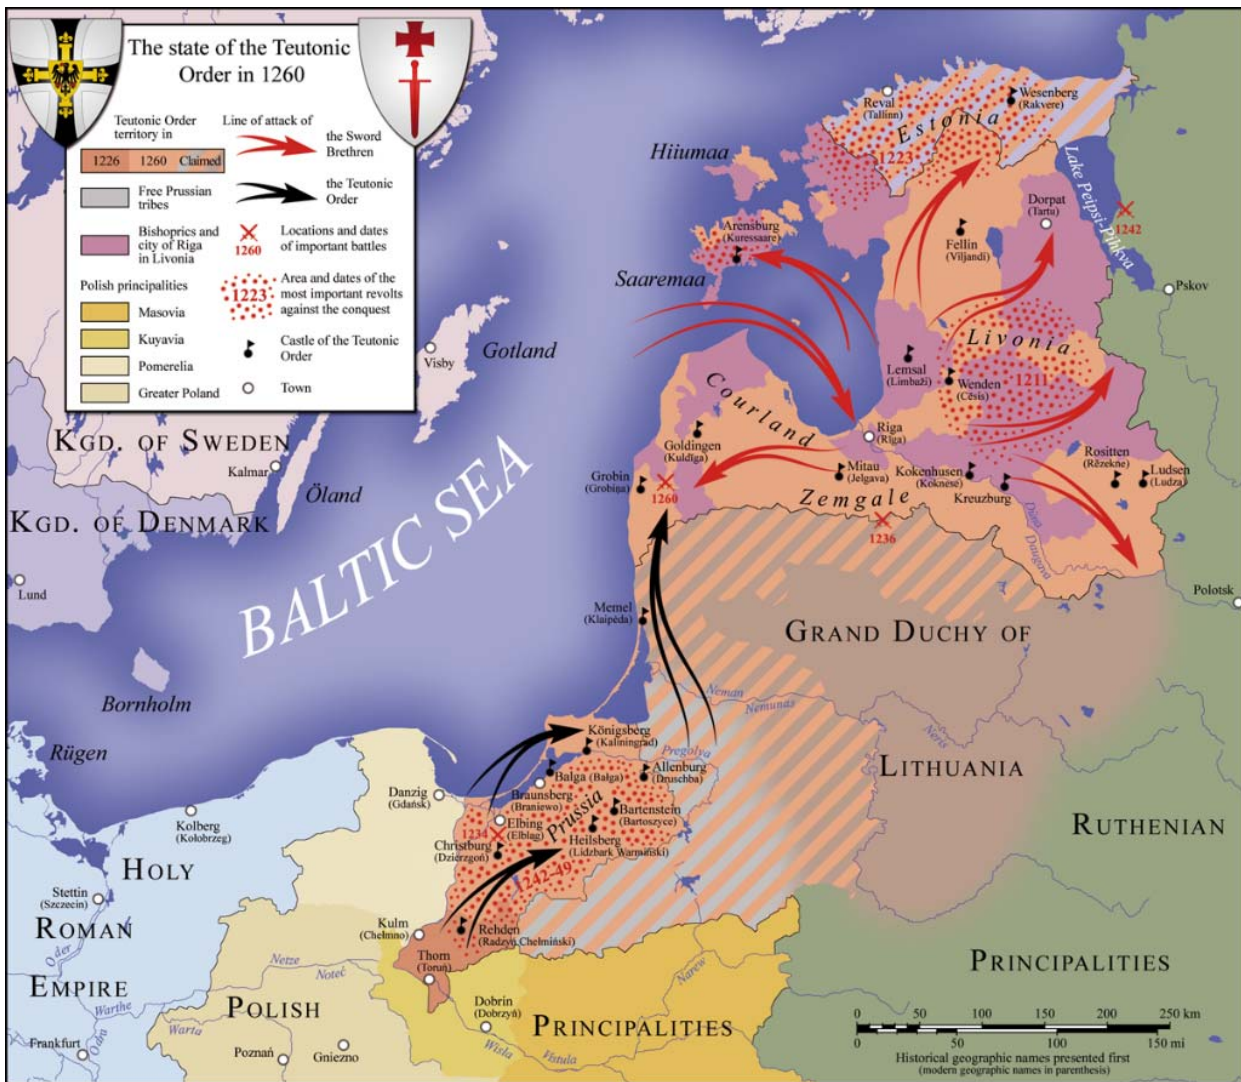 The state of the Teutonic
Order in 1260
Teutonic Order
territory in
1226 1260 Claimed
Free Prussian
tribes
Bishoprics and
city of Riga
in Livonia
Polish principalities
Masovia
Kuyavia
Pomerelia
Greater Poland
Line of attack of
the Sword
Brethren
the Teutonic
Order
1260
Locations and dates
of important battles
1223
Area and dates of the
most important revolts
against the conquest
Castle of the Teutonic
Order
Town
Reval
(Tallinn)
Wesenberg
(Rakvere)
Estonia
1223
Hiiumaa
Lake Peipsi-Pihkva
Dorpat
(Tartu)
1242
Arensburg
(Kuressaare)
Fellin
(Viljandi)
Saaremaa
Pskov
Gotland
Visby
Livonia
Lemsal
(Limbaži)
Wenden
(Cēsis)
1211
Courland
KGD. OF SWEDEN
Kalmar
Öland
Goldingen
(Kuldīga)
Riga
(Rīga)
Grobin
(Grobiņa)
1260
Mitau
(Jelgava)
Kokenhusen
(Koknese)
Kreuzburg
Rositten
(Rēzekne)
Ludsen
(Ludza)
Zemgale
KGD. OF DENMARK
1236
Düna
Daugava
BALTIC SEA
Lund
Polotsk
Memel
(Klaipėda)
GRAND DUCHY OF
Bornholm
Neman
Nemunas
Neris
Rügen
Königsberg
(Kaliningrad)
Pregolya
LITHUANIA
Balga (Bałga)
Allenburg
(Druschba)
Danzig
(Gdańsk)
Braunsberg
(Braniewo)
Prussia
Bartenstein
(Bartoszyce)
Kolberg
(Kołobrzeg)
1234
Elbing
(Elbląg)
Christburg
(Dzierzgoń)
Heilsberg
(Lidzbark Warmiński)
RUTHENIAN
HOLY
1242-49
Stettin
(Szczecin)
ROMAN
Kulm
(Chełmno)
Rehden
(Radzyń Chełmiński)
Oder
Thorn
(Toruń)
Netze
Noteć
Narew
PRINCIPALITIES
EMPIRE
Warthe
POLISH
Dobrin
(Dobrzyń)
PRINCIPALITIES
Warta
Odra
Frankfurt
Poznań
Gniezno
Wisla
Vistula
0 50 100 150 200 250 km
0 50 100 150 mi
Historical geographic names presented first
(modern geographic names in parenthesis)